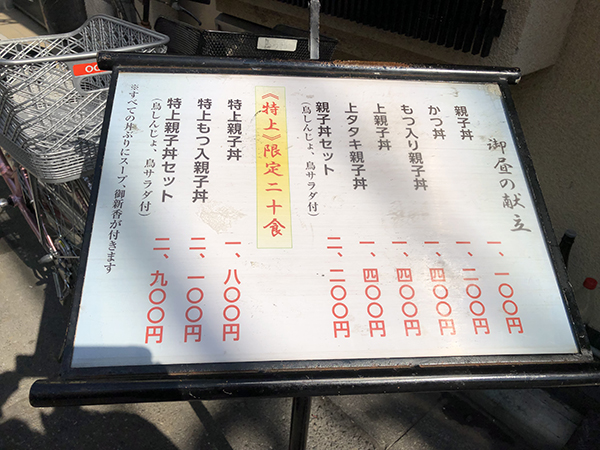 御昼の献立
親子丼 一、一〇〇円
かつ丼 一、二〇〇円
もつ入り親子丼 一、四〇〇円
上親子丼 一、四〇〇円
上タタキ親子丼 一、四〇〇円
親子丼セット 二、二〇〇円
（鳥しんじょ、鳥サラダ付）
《特上》限定二十食
特上親子丼 一、八〇〇円
特上もつ入親子丼 二、一〇〇円
特上親子丼セット 二、九〇〇円
（鳥しんじょ、鳥サラダ付）
※すべての丼ぶりにスープ、御新香が付きます